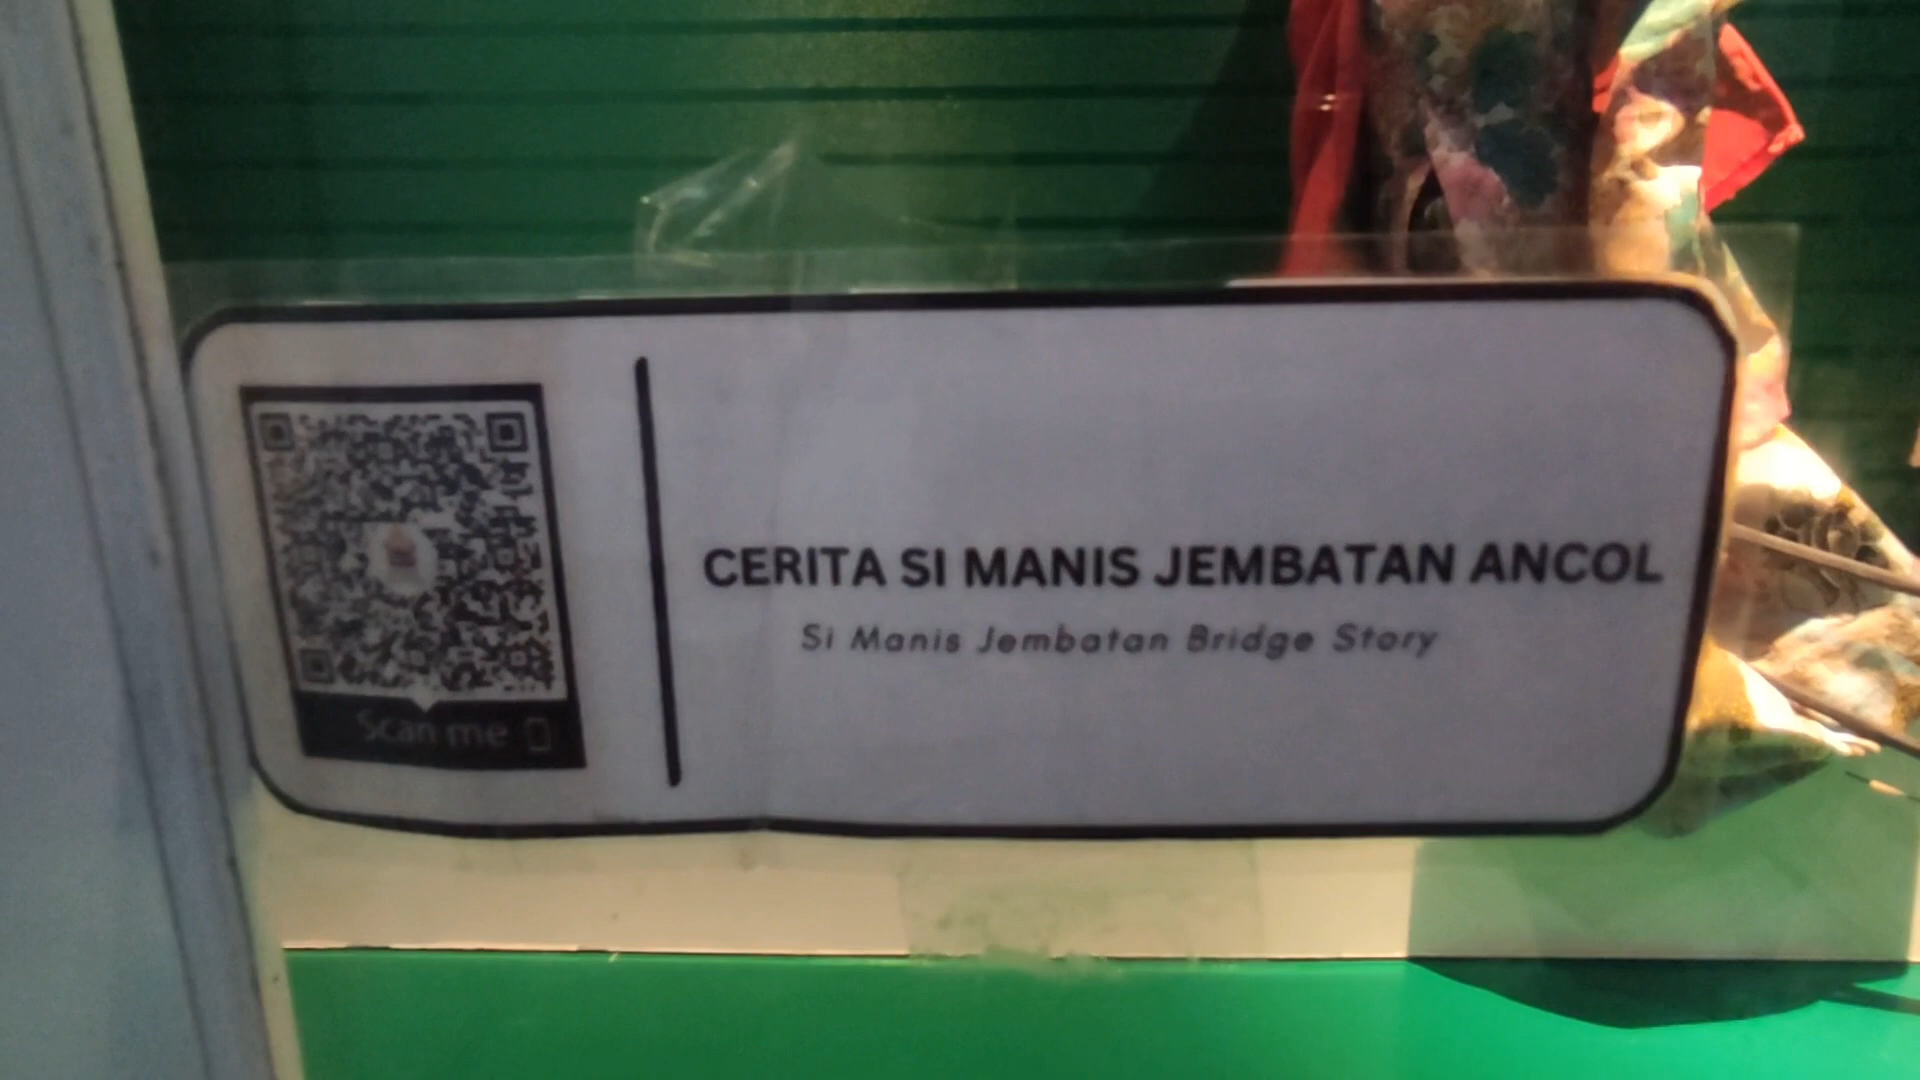 CERITA SI MANIS JEMBATAN ANCOL
Si Manis Jembatan Bridge Story
Scan me